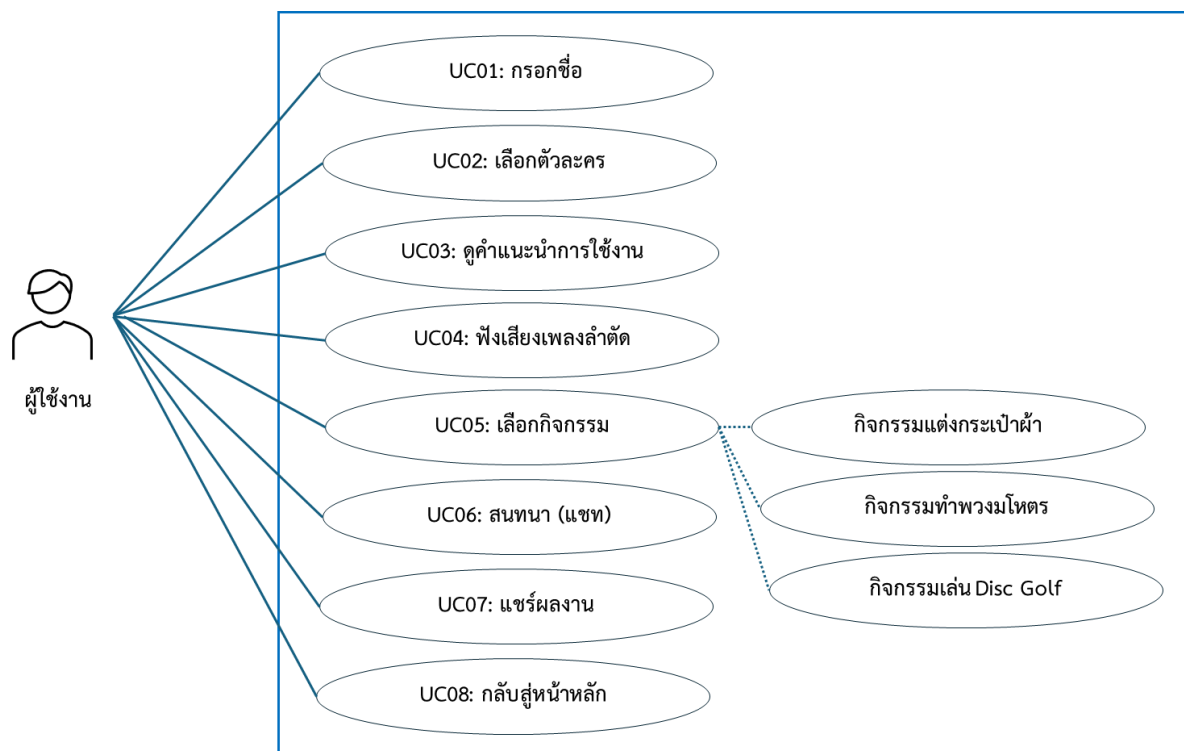 UC01: กรอกชื่อ
UC02: เลือกตัวละคร
UC03: ดูคำแนะนำการใช้งาน
UC04: ฟังเสียงเพลงลำตัด
ผู้ใช้งาน
UC05: เลือกกิจกรรม
กิจกรรมแต่งกระเป๋าผ้า
UC06: สนทนา (แชท)
กิจกรรมทำพวงมโหตร
UC07: แชร์ผลงาน
กิจกรรมเล่น Disc Golf
UC08: กลับสู่หน้าหลัก